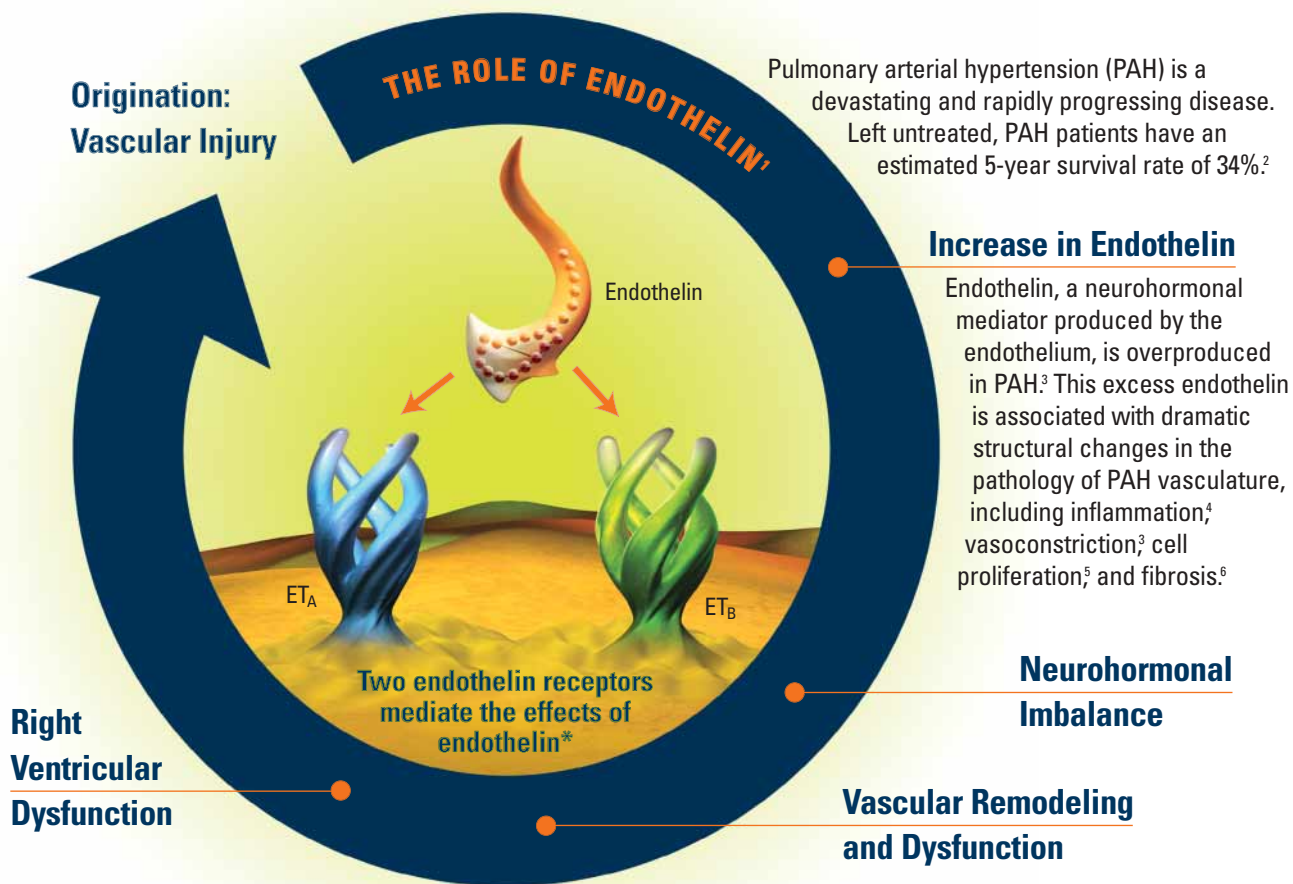 THE ROLE OF ENDOTHELIN¹
Origination:
Vascular Injury
Pulmonary arterial hypertension (PAH) is a
devastating and rapidly progressing disease.
Left untreated, PAH patients have an
estimated 5-year survival rate of 34%.²
Increase in Endothelin
Endothelin, a neurohormonal
mediator produced by the
endothelium, is overproduced
in PAH.³ This excess endothelin
is associated with dramatic
structural changes in the
pathology of PAH vasculature,
including inflammation,⁴
vasoconstriction,³ cell
proliferation,⁵ and fibrosis.⁶
Endothelin
ET_A
ET_B
Two endothelin receptors
mediate the effects of
endothelin*
Neurohormonal
Imbalance
Vascular Remodeling
and Dysfunction
Right
Ventricular
Dysfunction